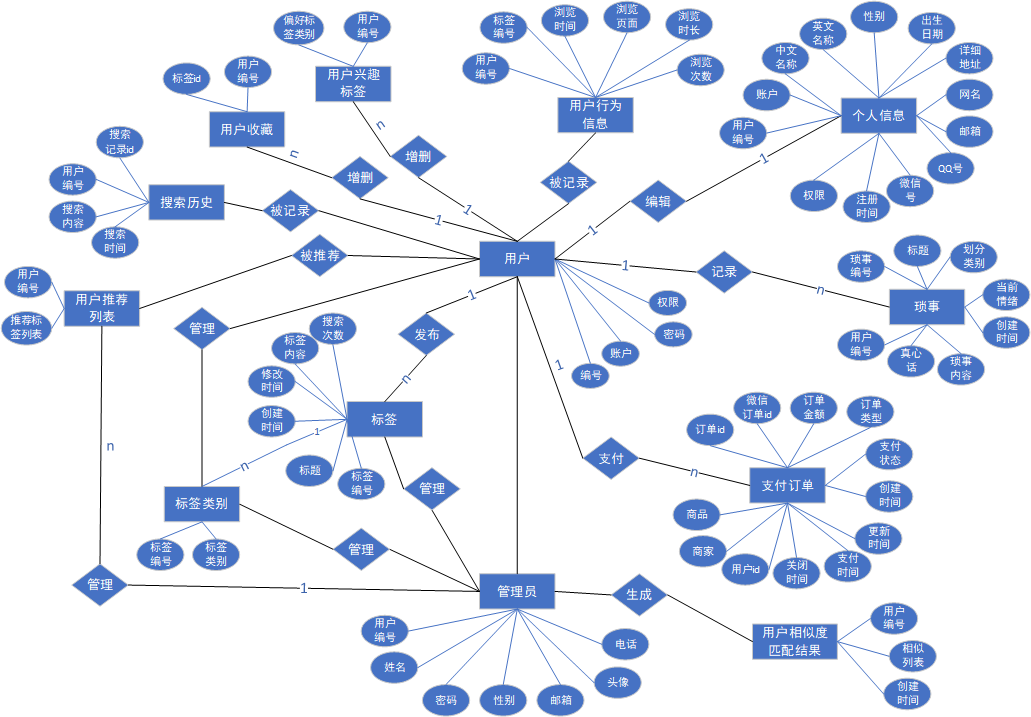 偏好标
签类别
用户
编号
用户兴趣
标签
标签id
用户
编号
用户收藏
标签
编号
浏览
时间
浏览
页面
浏览
时长
用户
编号
浏览
次数
用户行为
信息
英文
名称
性别
出生
日期
中文
名称
详细
地址
账户
网名
用户
编号
邮箱
个人信息
QQ号
权限
注册
时间
微信
号
n
增删
n
增删
1
1
搜索
记录id
用户
编号
搜索
内容
搜索
时间
搜索历史
被记录
被记录
编辑
1
1
用户
被推荐
用户
编号
推荐标
签列表
用户推荐
列表
管理
1
记录
n
琐事
编号
标题
划分
类别
当前
情绪
创建
时间
琐事
用户
编号
真心
话
琐事
内容
权限
密码
账户
编号
1
发布
n
搜索
次数
标签
内容
修改
时间
创建
时间
标题
标签
编号
标签
1
n
1
支付
n
订单id
微信
订单id
订单
金额
订单
类型
支付
状态
创建
时间
更新
时间
支付
时间
关闭
时间
用户id
商家
商品
支付订单
n
标签类别
标签
编号
标签
类别
管理
管理
管理
1
管理员
生成
用户相似度
匹配结果
用户
编号
相似
列表
创建
时间
用户
编号
姓名
密码
性别
邮箱
头像
电话